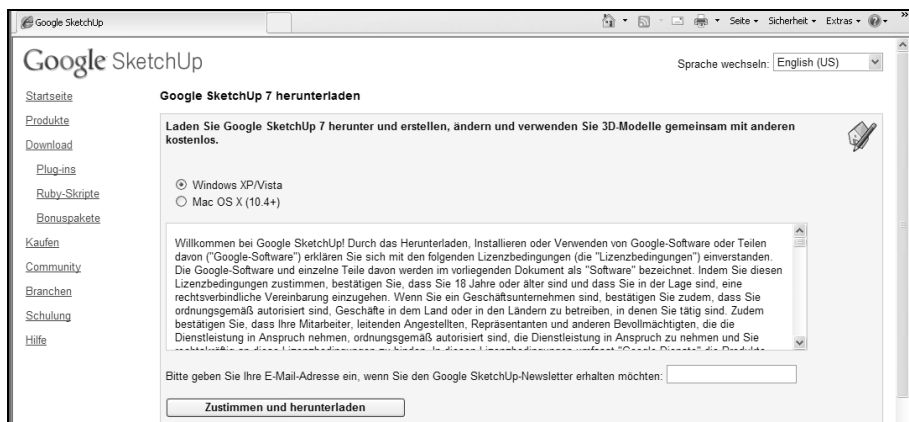 Google SketchUp
Seite
Sicherheit
Extras
Google SketchUp
Sprache wechseln: English (US)
Startseite
Produkte
Download
Plug-ins
Ruby-Skripte
Bonuspakete
Kaufen
Community
Branchen
Schulung
Hilfe
Google SketchUp 7 herunterladen
Laden Sie Google SketchUp 7 herunter und erstellen, ändern und verwenden Sie 3D-Modelle gemeinsam mit anderen
kostenlos.
Windows XP/Vista
Mac OS X (10.4+)
Willkommen bei Google SketchUp! Durch das Herunterladen, Installieren oder Verwenden von Google-Software oder Teilen
davon ("Google-Software") erklären Sie sich mit den folgenden Lizenzbedingungen (die "Lizenzbedingungen") einverstanden.
Die Google-Software und einzelne Teile davon werden im vorliegenden Dokument als "Software" bezeichnet. Indem Sie diesen
Lizenzbedingungen zustimmen, bestätigen Sie, dass Sie 18 Jahre oder älter sind und dass Sie in der Lage sind, eine
rechtsverbindliche Vereinbarung einzugehen. Wenn Sie ein Geschäftsunternehmen sind, bestätigen Sie zudem, dass Sie
ordnungsgemäß autorisiert sind, Geschäfte in dem Land oder in den Ländern zu betreiben, in denen Sie tätig sind. Zudem
bestätigen Sie, dass Ihre Mitarbeiter, leitenden Angestellten, Repräsentanten und anderen Bevollmächtigten, die die
Dienstleistung in Anspruch nehmen, ordnungsgemäß autorisiert sind, die Dienstleistung in Anspruch zu nehmen und Sie
Bitte geben Sie Ihre E-Mail-Adresse ein, wenn Sie den Google SketchUp-Newsletter erhalten möchten:
Zustimmen und herunterladen